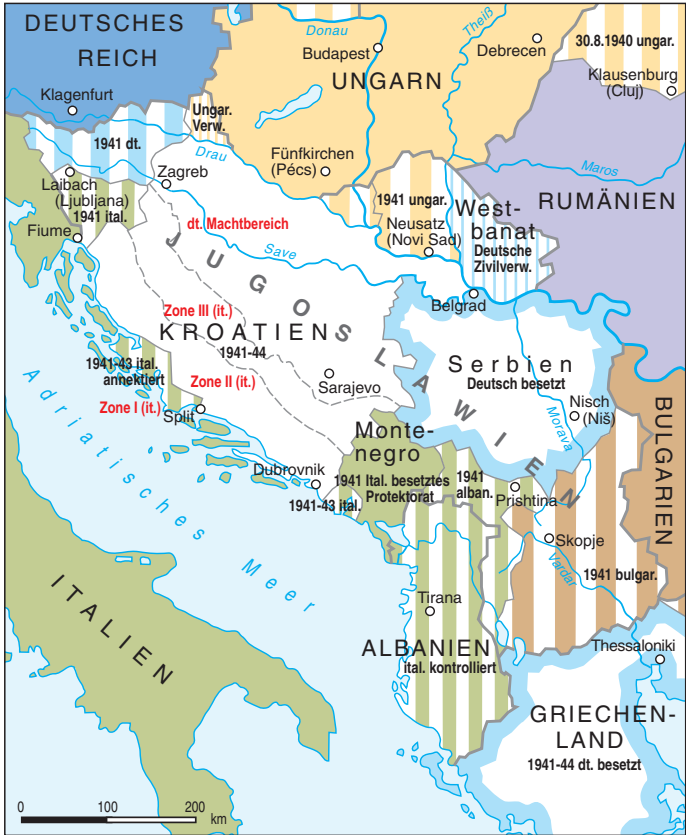 DEUTSCHES
REICH
Klagenfurt
Donau
Budapest
UNGARN
Theiß
Debrecen
30.8.1940 ungar.
Klausenburg
(Cluj)
Ungar.
Verw.
1941 dt.
Drau
Fünfkirchen
(Pécs)
Maros
RUMÄNIEN
Laibach
(Ljubljana)
1941 ital.
Zagreb
Fiume
1941 ungar.
Neusatz
(Novi Sad)
West-
banat
Deutsche
Zivilverw.
dt. Machtbereich
Save
JUGOSLAWIEN
Belgrad
Zone III (it.)
KROATIEN
1941-44
Serbien
Deutsch besetzt
1941-43 ital.
annektiert
Zone II (it.)
Sarajevo
Zone I (it.)
Split
Nisch
(Niš)
Morava
BULGARIEN
Monte-
negro
1941 Ital. besetztes
Protektorat
Dubrovnik
1941-43 ital.
1941
alban.
Prishtina
Skopje
Vardar
1941 bulgar.
Adriatisches Meer
ITALIEN
Tirana
ALBANIEN
ital. kontrolliert
Thessaloniki
GRIECHEN-
LAND
1941-44 dt. besetzt
0 100 200
km